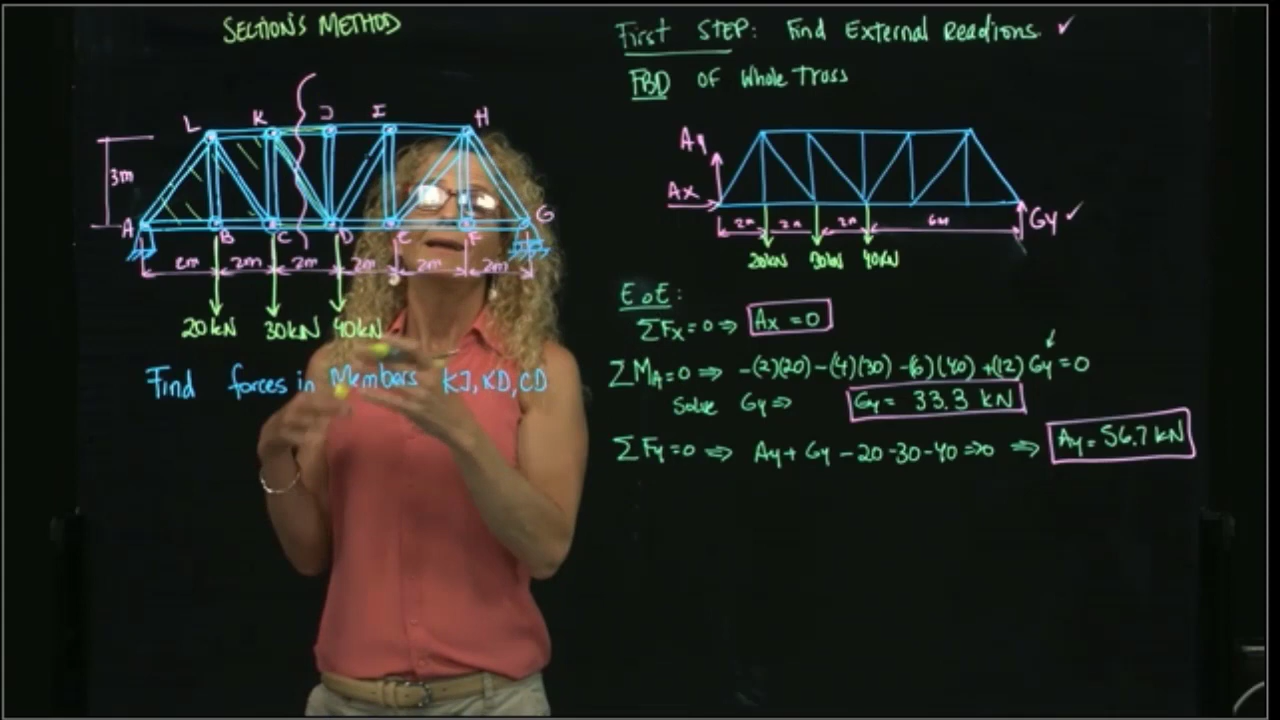 SECTIONS METHOD
L K J I H
3m
A B C D E F G
2m 2m 2m 2m 2m 2m
20kN 30kN 40kN
Find forces in Members KJ, KD, CD
First STEP: Find External Reactions. ✓
FBD of Whole Truss
Ay
Ax
2m 2m 2m 6m
Gy ✓
20kN 30kN 40kN
EoE:
ΣFx=0 ⇒ Ax = 0
ΣMA=0 ⇒ -(2)(20)-(4)(30)-(6)(40)+(12)Gy=0
Solve Gy ⇒ Gy = 33.3 kN
ΣFy=0 ⇒ Ay+Gy-20-30-40⇒0 ⇒ Ay=56.7kN